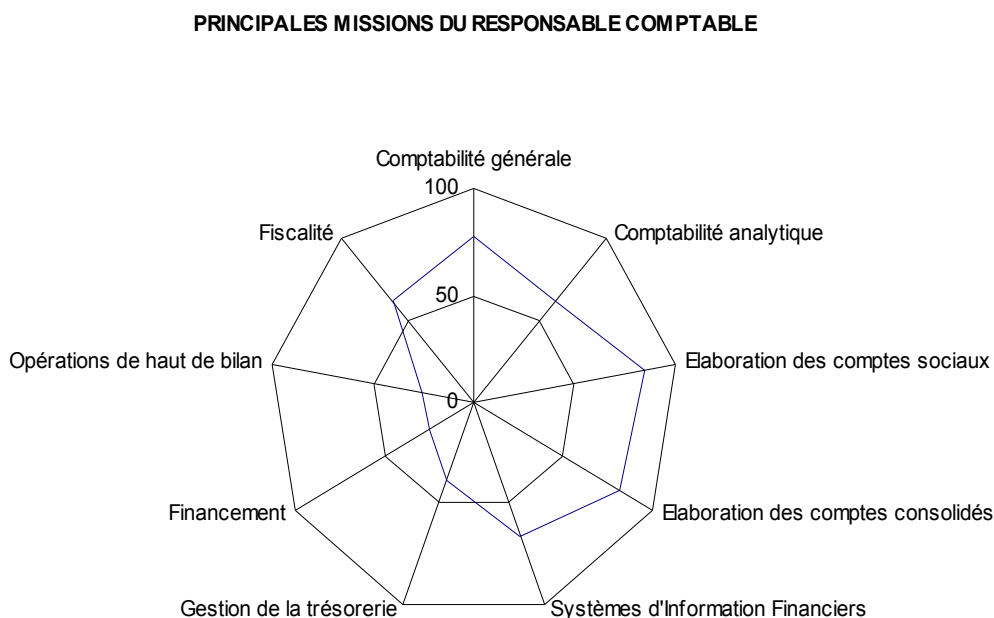 PRINCIPALES MISSIONS DU RESPONSABLE COMPTABLE
Comptabilité générale
100
Fiscalité
Comptabilité analytique
50
Opérations de haut de bilan
Elaboration des comptes sociaux
0
Financement
Elaboration des comptes consolidés
Gestion de la trésorerie
Systèmes d'Information Financiers